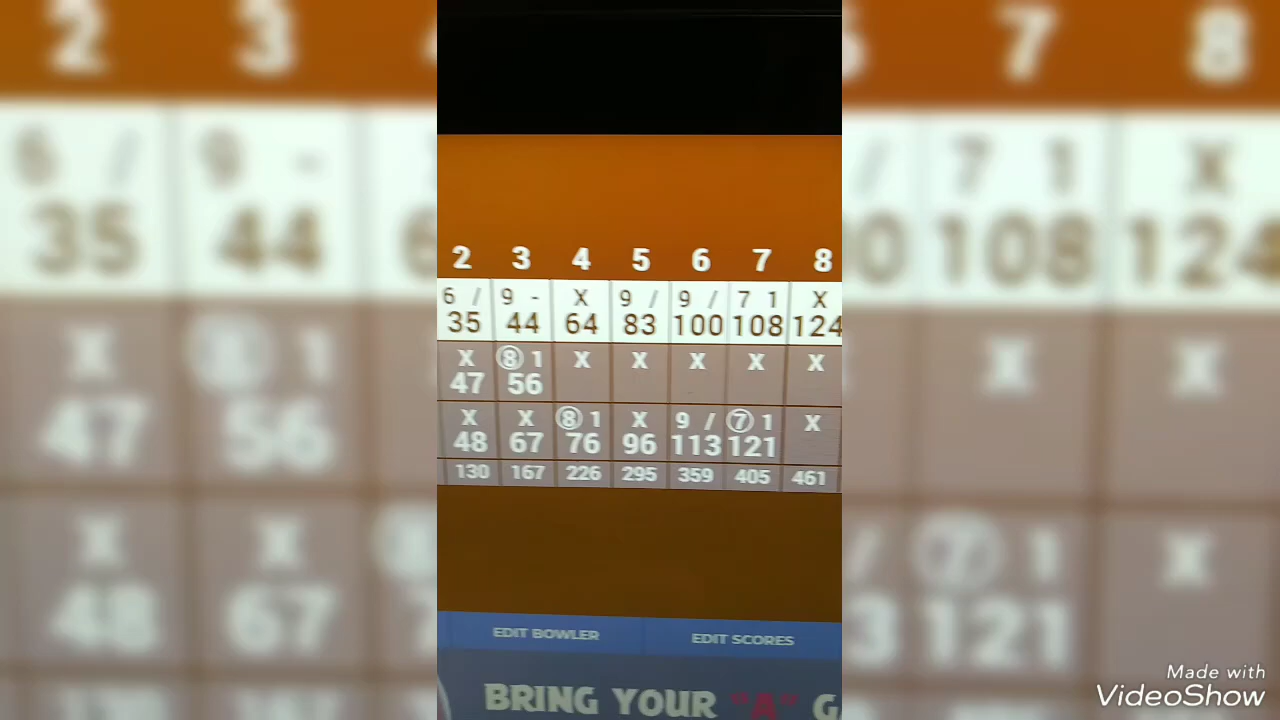 2 3 4 5 6 7 8
6 / 9 - X 9 / 9 / 7 1 X
35 44 64 83 100 108 124
X ⑧ 1 X X X X X
47 56
X X ⑧ 1 X 9 / ⑦ 1 X
48 67 76 96 113 121
130 167 226 295 359 405 461
EDIT BOWLER EDIT SCORES
BRING YOUR "A"
Made with
VideoShow